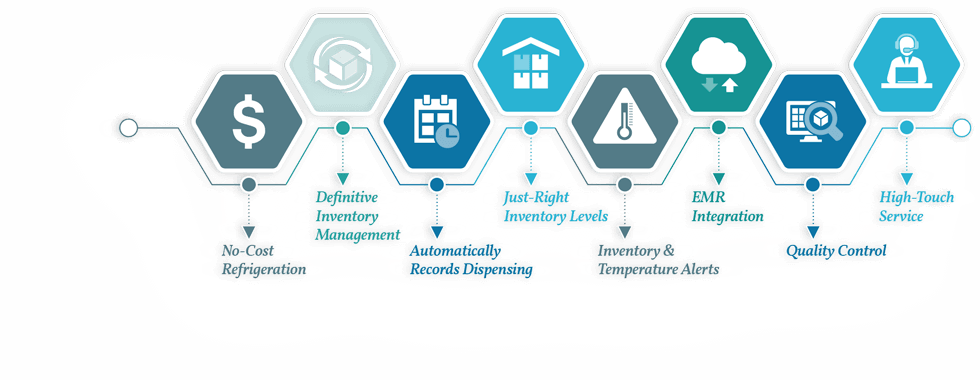 No-Cost
Refrigeration
Definitive
Inventory
Management
Automatically
Records Dispensing
Just-Right
Inventory Levels
Inventory &
Temperature Alerts
EMR
Integration
Quality Control
High-Touch
Service